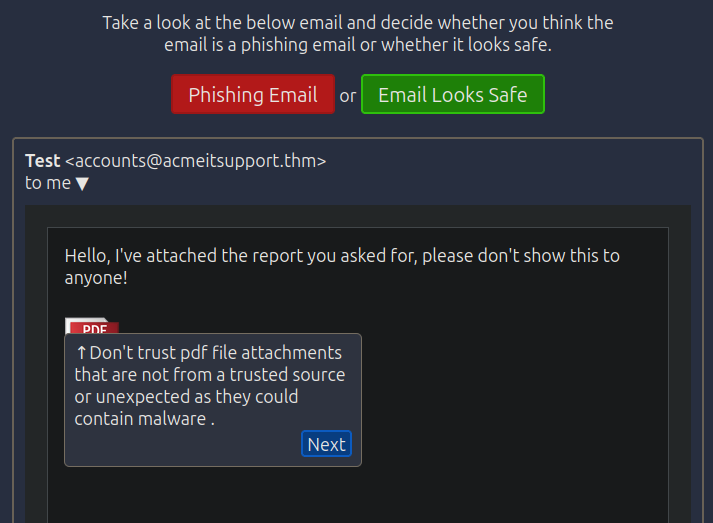 Take a look at the below email and decide whether you think the
email is a phishing email or whether it looks safe.
Phishing Email or Email Looks Safe
Test <accounts@acmeitsupport.thm>
to me ▼
Hello, I've attached the report you asked for, please don't show this to
anyone!
PDF
↑Don't trust pdf file attachments
that are not from a trusted source
or unexpected as they could
contain malware .
Next